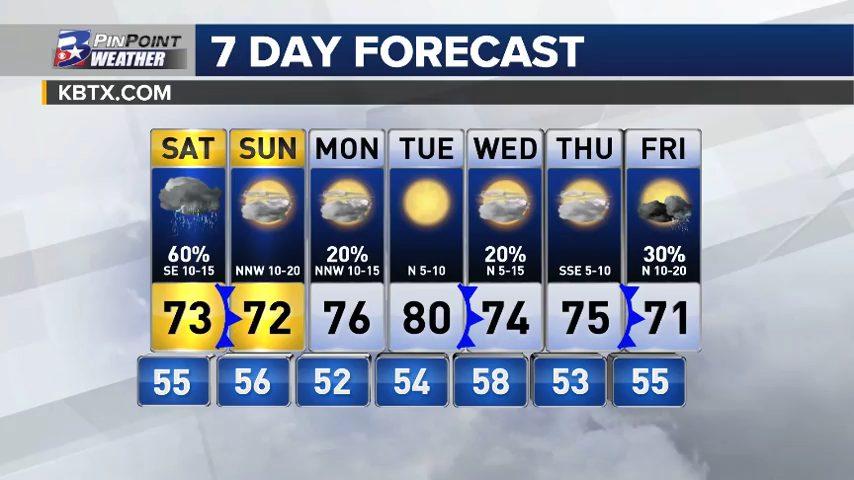 PINPOINT
WEATHER
7 DAY FORECAST
KBTX.COM
SAT SUN MON TUE WED THU FRI
60% 20% 20% 30%
SE 10-15 NNW 10-20 NNW 10-15 N 5-10 N 5-15 SSE 5-10 N 10-20
73 72 76 80 74 75 71
55 56 52 54 58 53 55